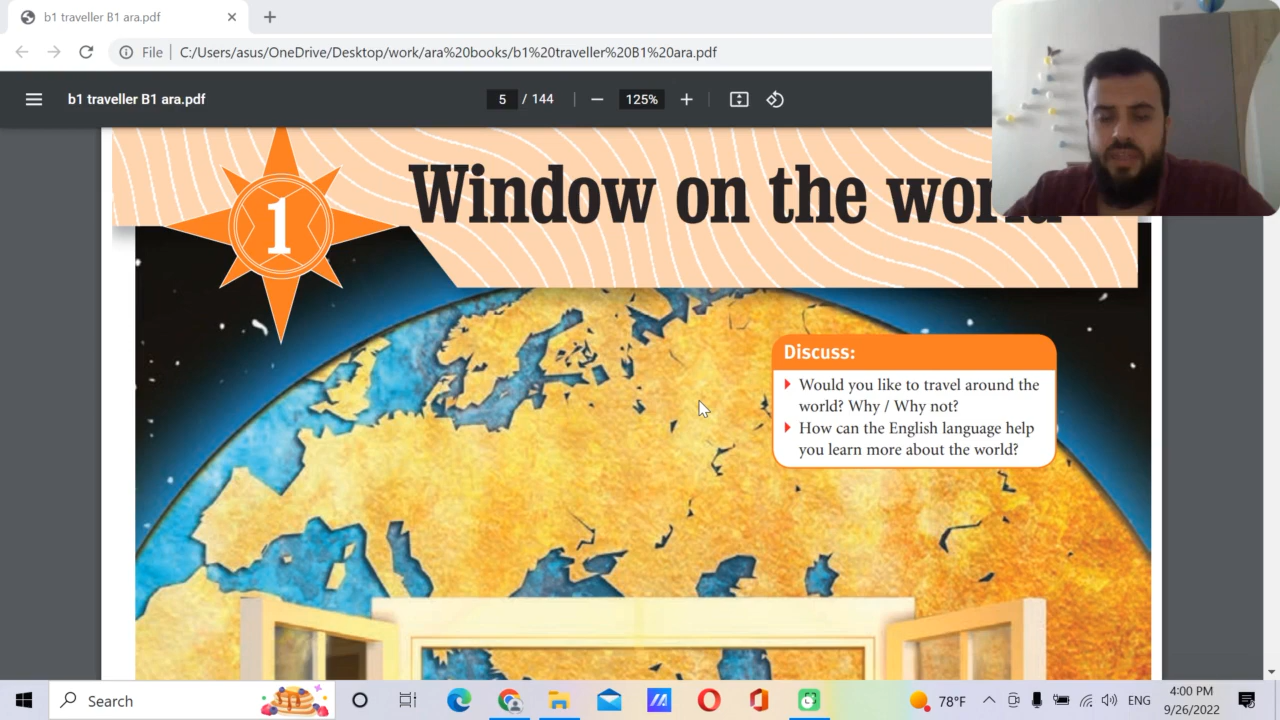 b1 traveller B1 ara.pdf
File
C:/Users/asus/OneDrive/Desktop/work/ara%20books/b1%20traveller%20B1%20ara.pdf
b1 traveller B1 ara.pdf
5 / 144
125%
1
Window on the world
Discuss:
Would you like to travel around the
world? Why / Why not?
How can the English language help
you learn more about the world?
Search
78°F
ENG
4:00 PM
9/26/2022